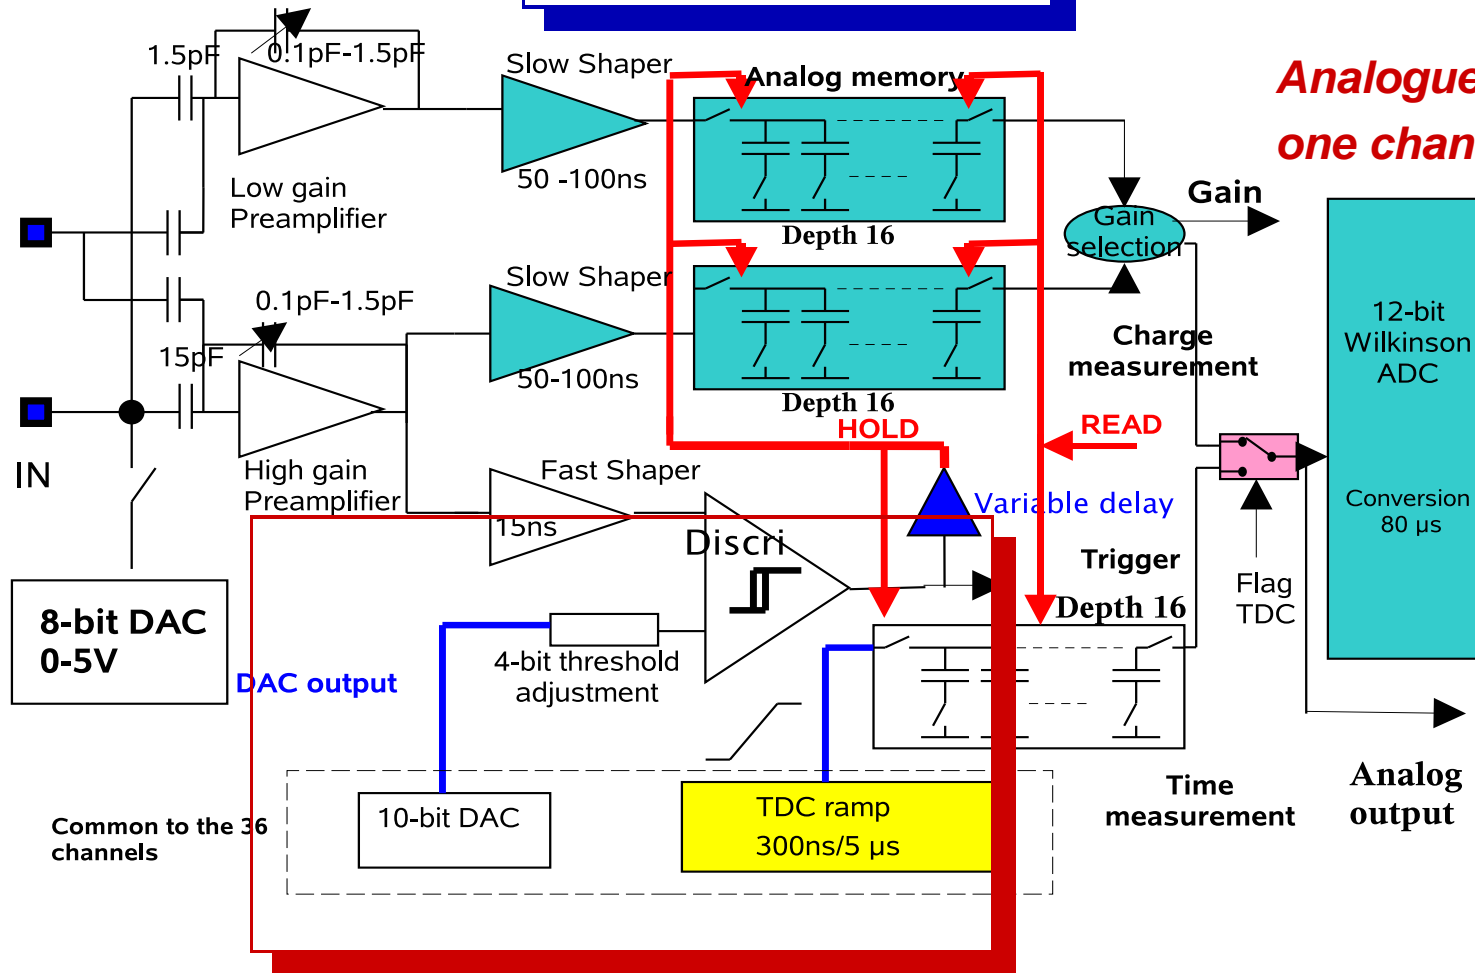 1.5pF
0.1pF-1.5pF
Slow Shaper
Analog memory
Analogue
one chan
50 -100ns
Low gain
Preamplifier
Gain
Gain
selection
Depth 16
Slow Shaper
0.1pF-1.5pF
15pF
50-100ns
Charge
measurement
12-bit
Wilkinson
ADC
Depth 16
HOLD
READ
IN
High gain
Preamplifier
Fast Shaper
15ns
Variable delay
Conversion
80 µs
Discri
Trigger
Flag
TDC
Depth 16
8-bit DAC
0-5V
4-bit threshold
adjustment
DAC output
Time
measurement
Analog
output
Common to the 36
channels
10-bit DAC
TDC ramp
300ns/5 µs